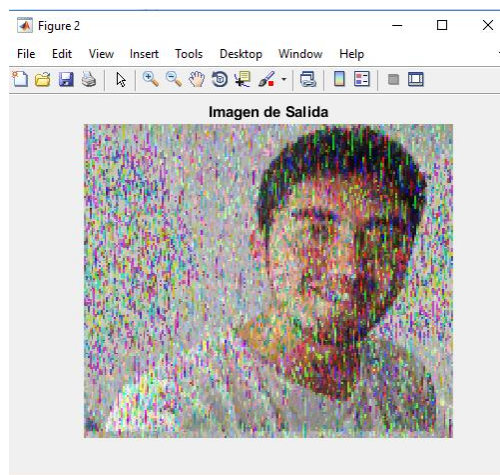 Figure 2
File Edit View Insert Tools Desktop Window Help
Imagen de Salida